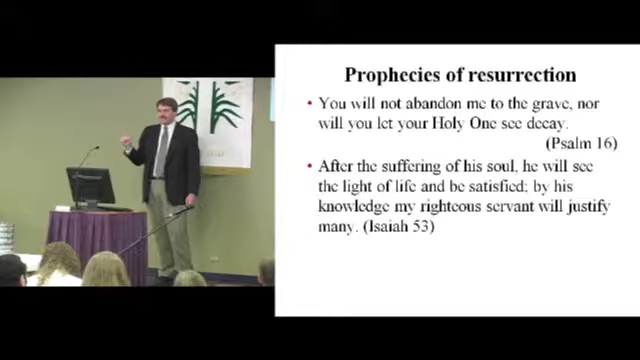 Prophecies of resurrection
• You will not abandon me to the grave, nor
will you let your Holy One see decay.
(Psalm 16)
• After the suffering of his soul, he will see
the light of life and be satisfied; by his
knowledge my righteous servant will justify
many. (Isaiah 53)